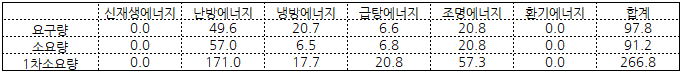 신재생에너지 난방에너지 냉방에너지 급탕에너지 조명에너지 환기에너지 합계
요구량 0.0 49.6 20.7 6.6 20.8 0.0 97.8
소요량 0.0 57.0 6.5 6.8 20.8 0.0 91.2
1차소요량 0.0 171.0 17.7 20.8 57.3 0.0 266.8